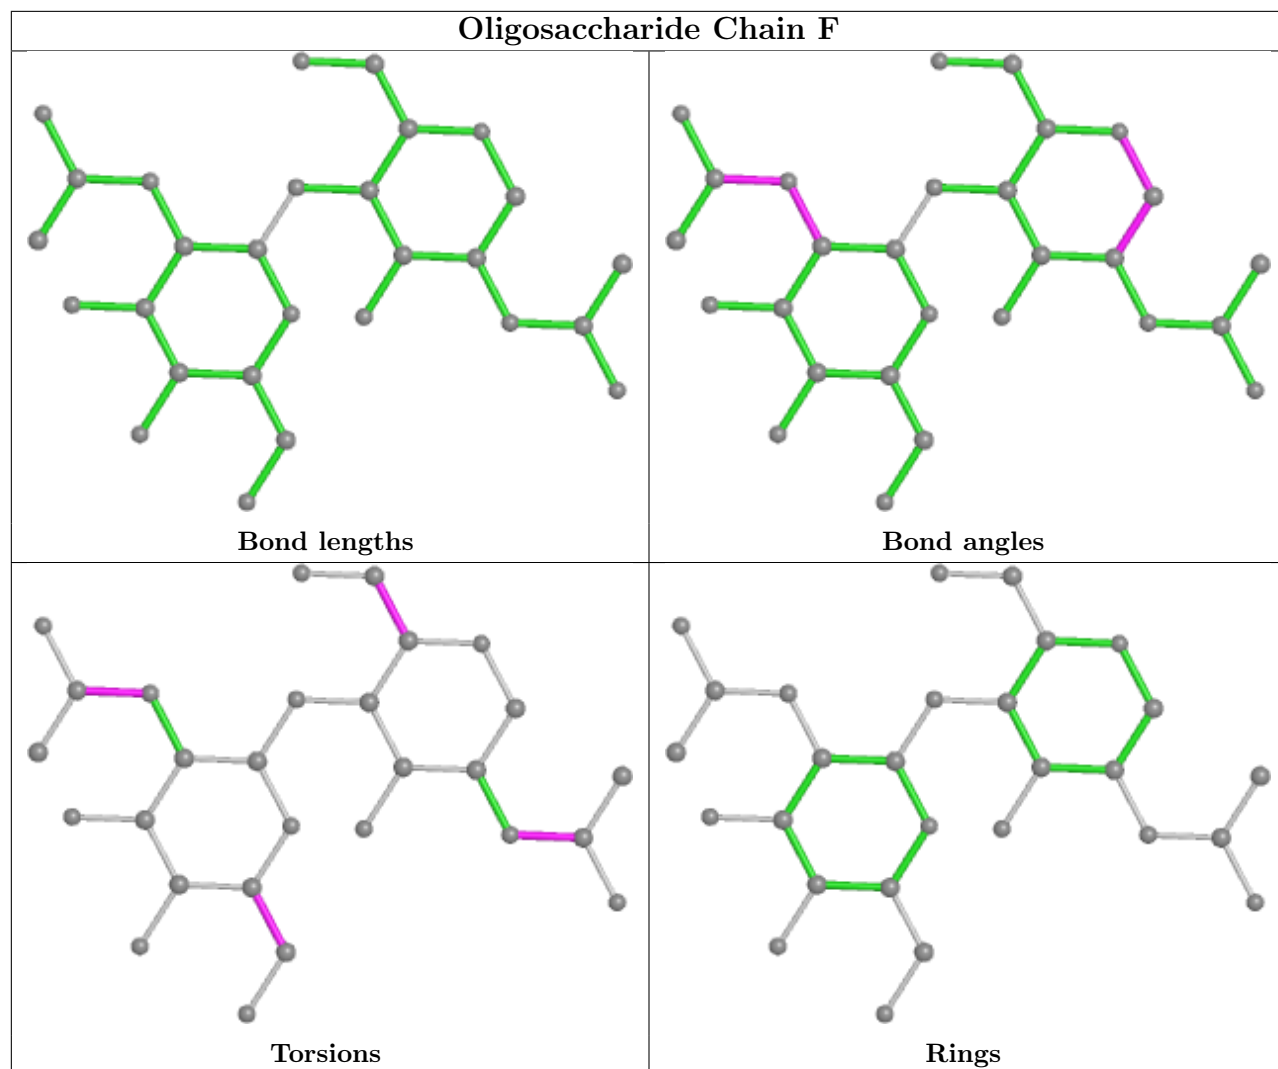 Oligosaccharide Chain F
Bond lengths
Bond angles
Torsions
Rings